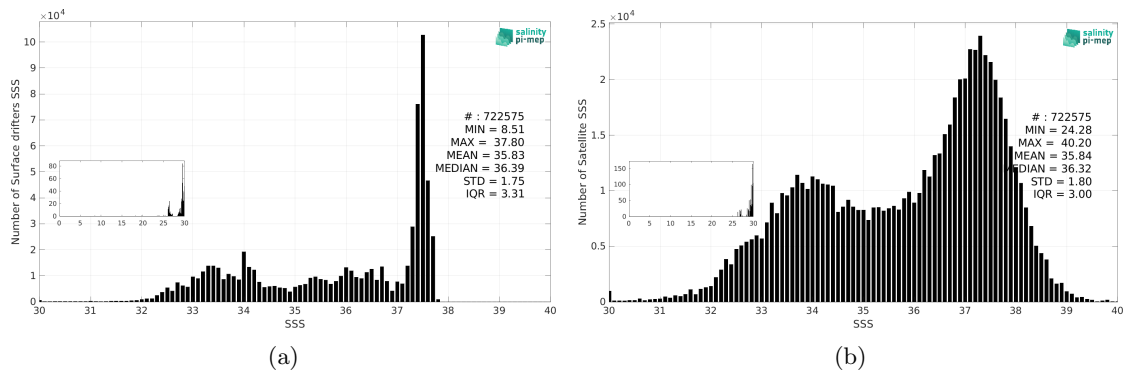 ×10⁴
salinity
pi-mep
Number of Surface drifters SSS
10
9
8
7
6
5
4
3
2
1
0
# : 722575
MIN = 8.51
MAX = 37.80
MEAN = 35.83
MEDIAN = 36.39
STD = 1.75
IQR = 3.31
80
60
40
20
0
0 5 10 15 20 25 30
30 31 32 33 34 35 36 37 38 39 40
SSS
(a)
×10⁴
salinity
pi-mep
Number of Satellite SSS
2.5
2
1.5
1
0.5
0
# : 722575
MIN = 24.28
MAX = 40.20
MEAN = 35.84
MEDIAN = 36.32
STD = 1.80
IQR = 3.00
150
100
50
0
0 5 10 15 20 25 30
30 31 32 33 34 35 36 37 38 39 40
SSS
(b)